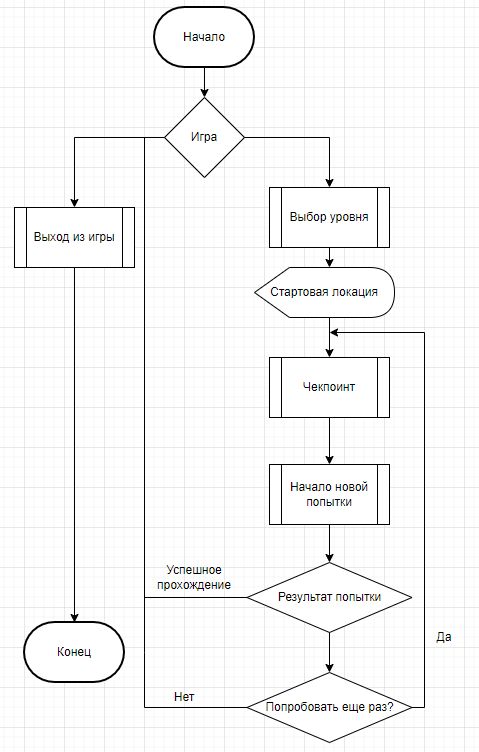 Начало
Игра
Выход из игры
Выбор уровня
Стартовая локация
Чекпоинт
Начало новой
попытки
Успешное
прохождение
Результат попытки
Да
Конец
Нет
Попробовать еще раз?